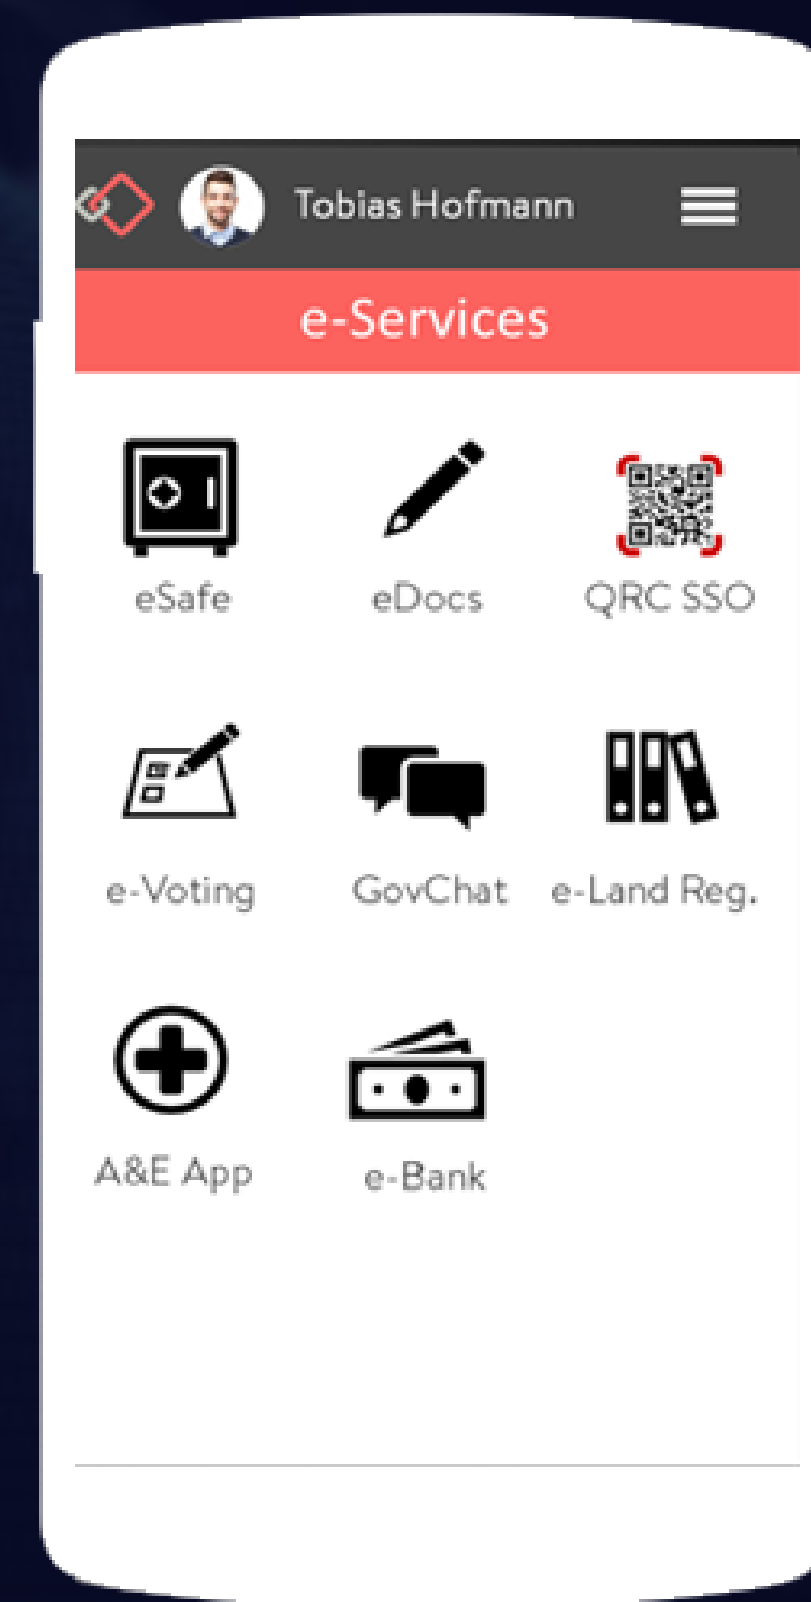 Tobias Hofmann
e-Services
eSafe eDocs QRC SSO
e-Voting GovChat e-Land Reg.
A&E App e-Bank